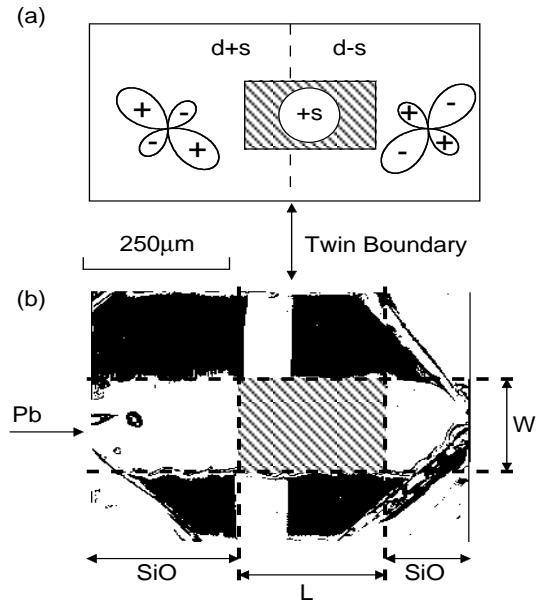 (a)
d+s d-s
+ - - +
+s
+ -
- + - +
250μm
Twin Boundary
(b)
Pb
W
SiO SiO
L